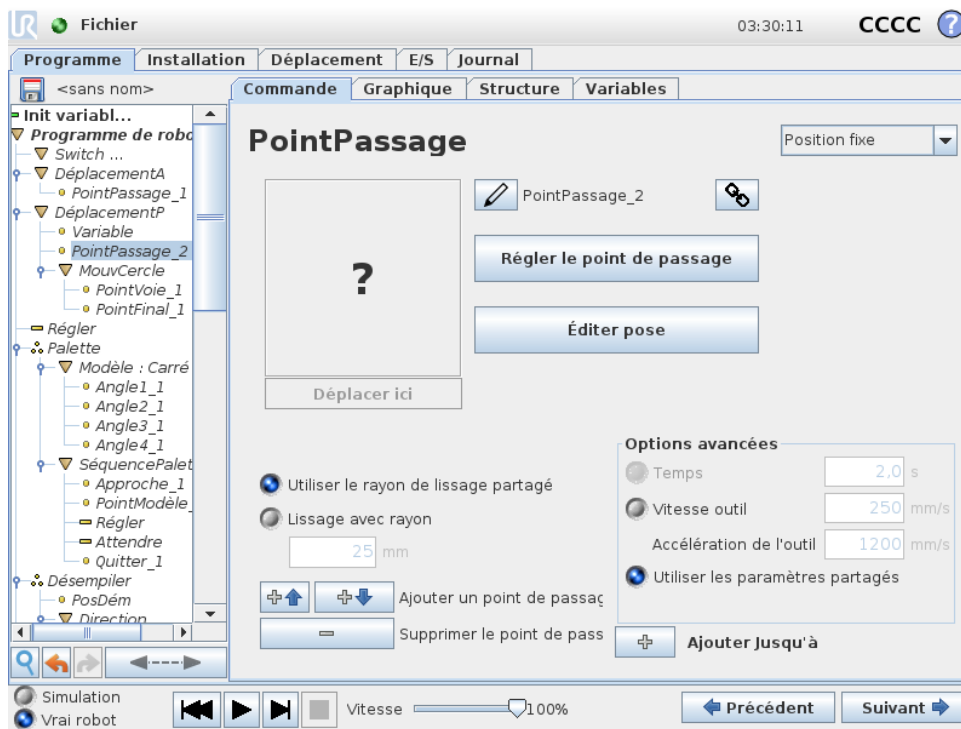 UR Fichier 03:30:11 CCCC ?
Programme Installation Déplacement E/S Journal
<sans nom> Commande Graphique Structure Variables
Init variabl...
Programme de robo
Switch ...
DéplacementA
PointPassage_1
DéplacementP
Variable
PointPassage_2
MouvCercle
PointVoie_1
PointFinal_1
Régler
Palette
Modèle : Carré
Angle1_1
Angle2_1
Angle3_1
Angle4_1
SéquencePalet
Approche_1
PointModèle_
Régler
Attendre
Quitter_1
Désempiler
PosDém
Direction
PointPassage
Position fixe
?
PointPassage_2
Régler le point de passage
Éditer pose
Déplacer ici
Utiliser le rayon de lissage partagé
Lissage avec rayon
25 mm
Ajouter un point de passag
Supprimer le point de pass
Options avancées
Temps 2,0 s
Vitesse outil 250 mm/s
Accélération de l'outil 1200 mm/s
Utiliser les paramètres partagés
Ajouter Jusqu'à
Simulation
Vrai robot
Vitesse 100%
Précédent
Suivant